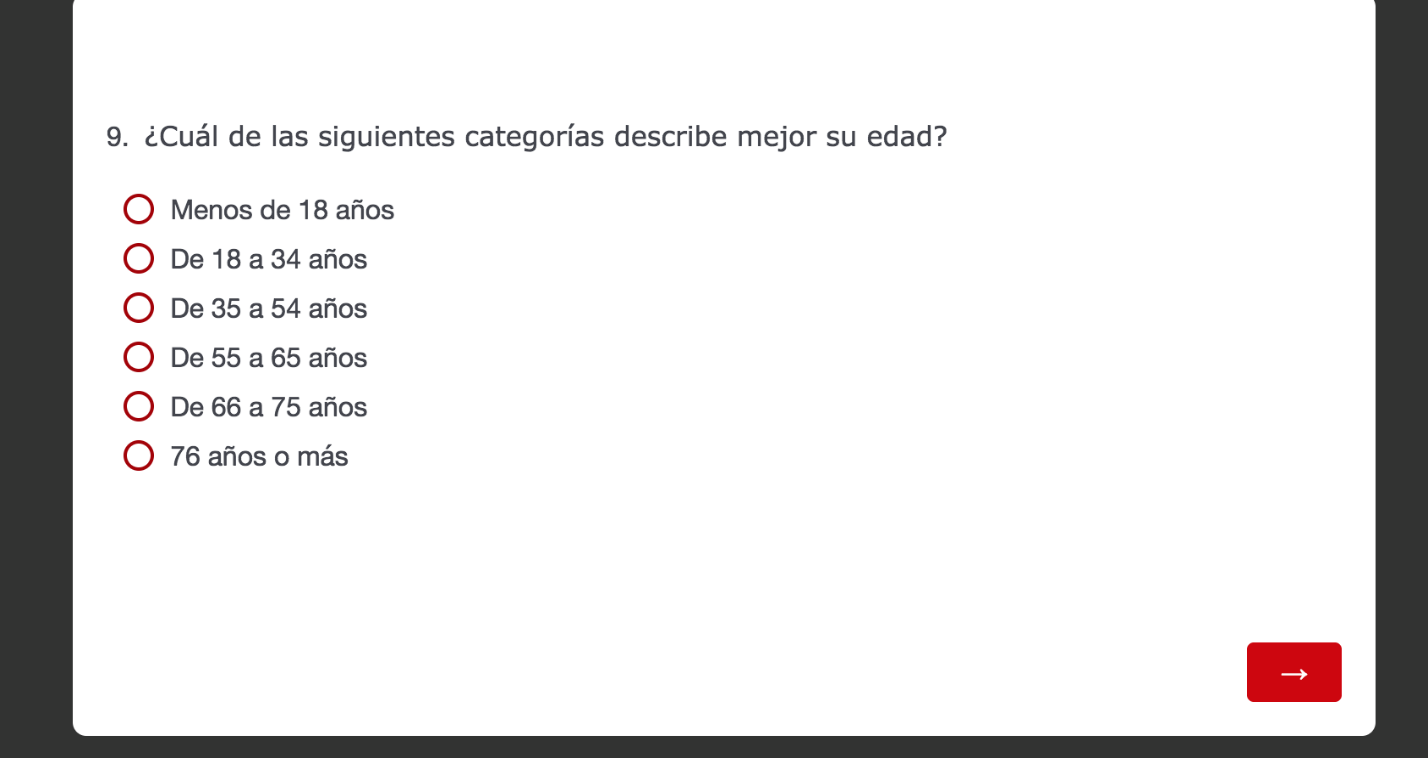 9. ¿Cuál de las siguientes categorías describe mejor su edad?
Menos de 18 años
De 18 a 34 años
De 35 a 54 años
De 55 a 65 años
De 66 a 75 años
76 años o más
→